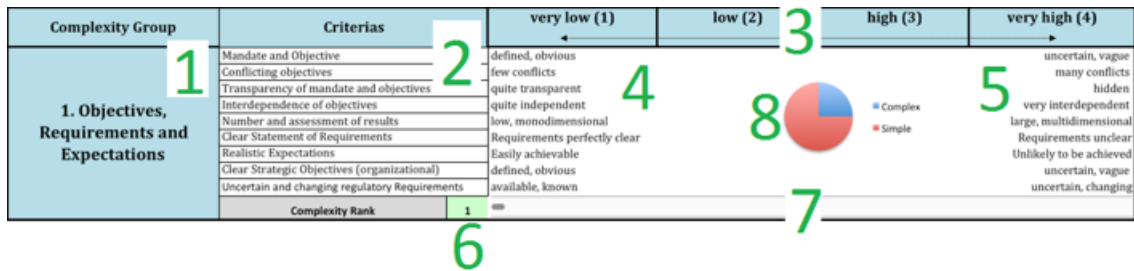 Complexity Group Criterias very low (1) low (2) high (3) very high (4)
1 2 3
Mandate and Objective defined, obvious uncertain, vague
Conflicting objectives few conflicts many conflicts
Transparency of mandate and objectives quite transparent hidden
4 5
1. Objectives, Requirements and Expectations
Interdependence of objectives quite independent very interdependent
8 Complex
Number and assessment of results low, monodimensional large, multidimensional
Simple
Clear Statement of Requirements Requirements perfectly clear Requirements unclear
Realistic Expectations Easily achievable Unlikely to be achieved
Clear Strategic Objectives (organizational) defined, obvious uncertain, vague
Uncertain and changing regulatory Requirements available, known uncertain, changing
Complexity Rank 1
6 7